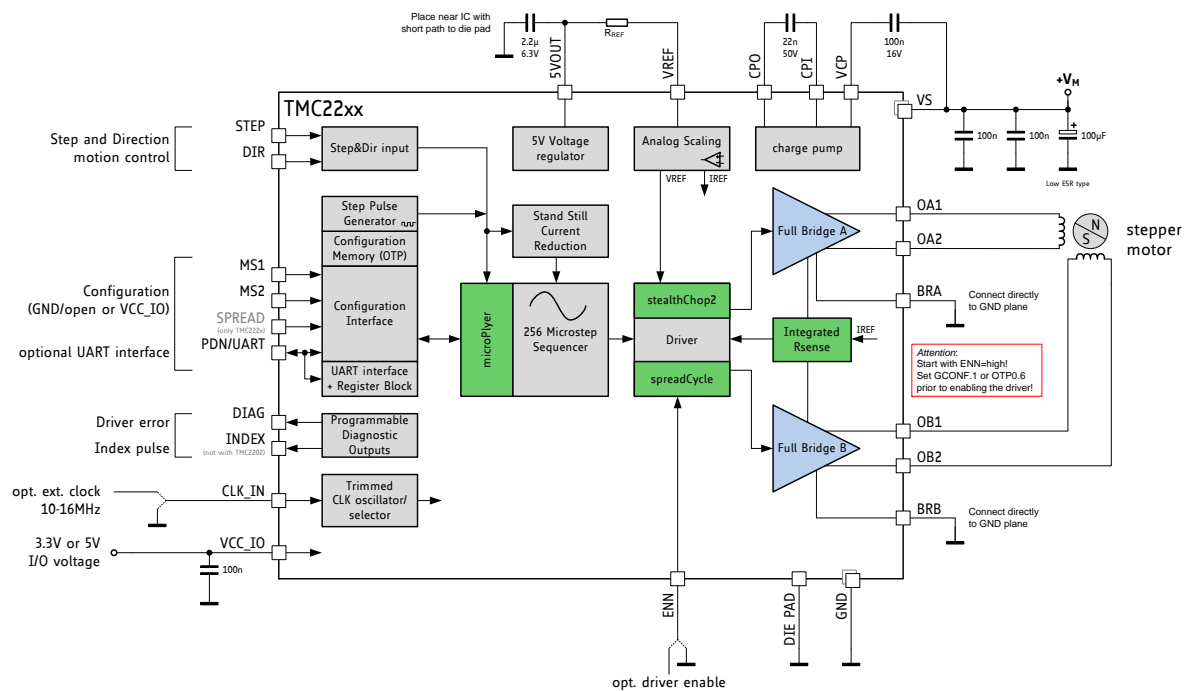 Place near IC with
short path to die pad
2.2µ
6.3V
RREF
5VOUT
VREF
22n
50V
CPO
CPI
VCP
100n
16V
+VM
VS
100n
100n
100µF
Low ESR type
TMC22xx
Step and Direction
motion control
STEP
DIR
Step&Dir input
5V Voltage
regulator
Analog Scaling
VREF
IREF
charge pump
Step Pulse
Generator
Configuration
Memory (OTP)
Configuration
Interface
UART interface
+ Register Block
Stand Still
Current
Reduction
Full Bridge A
OA1
OA2
N
S
stepper
motor
Configuration
(GND/open or VCC_IO)
optional UART interface
MS1
MS2
SPREAD
(only TMC222x)
PDN/UART
microPlyer
256 Microstep
Sequencer
stealthChop2
Driver
spreadCycle
Integrated
Rsense
IREF
BRA
Connect directly
to GND plane
Attention:
Start with ENN=high!
Set GCONF.1 or OTP0.6
prior to enabling the driver!
Driver error
Index pulse
DIAG
INDEX
(not with TMC2202)
Programmable
Diagnostic
Outputs
Full Bridge B
OB1
OB2
opt. ext. clock
10-16MHz
CLK_IN
Trimmed
CLK oscillator/
selector
BRB
Connect directly
to GND plane
3.3V or 5V
I/O voltage
VCC_IO
100n
ENN
DIE PAD
GND
opt. driver enable